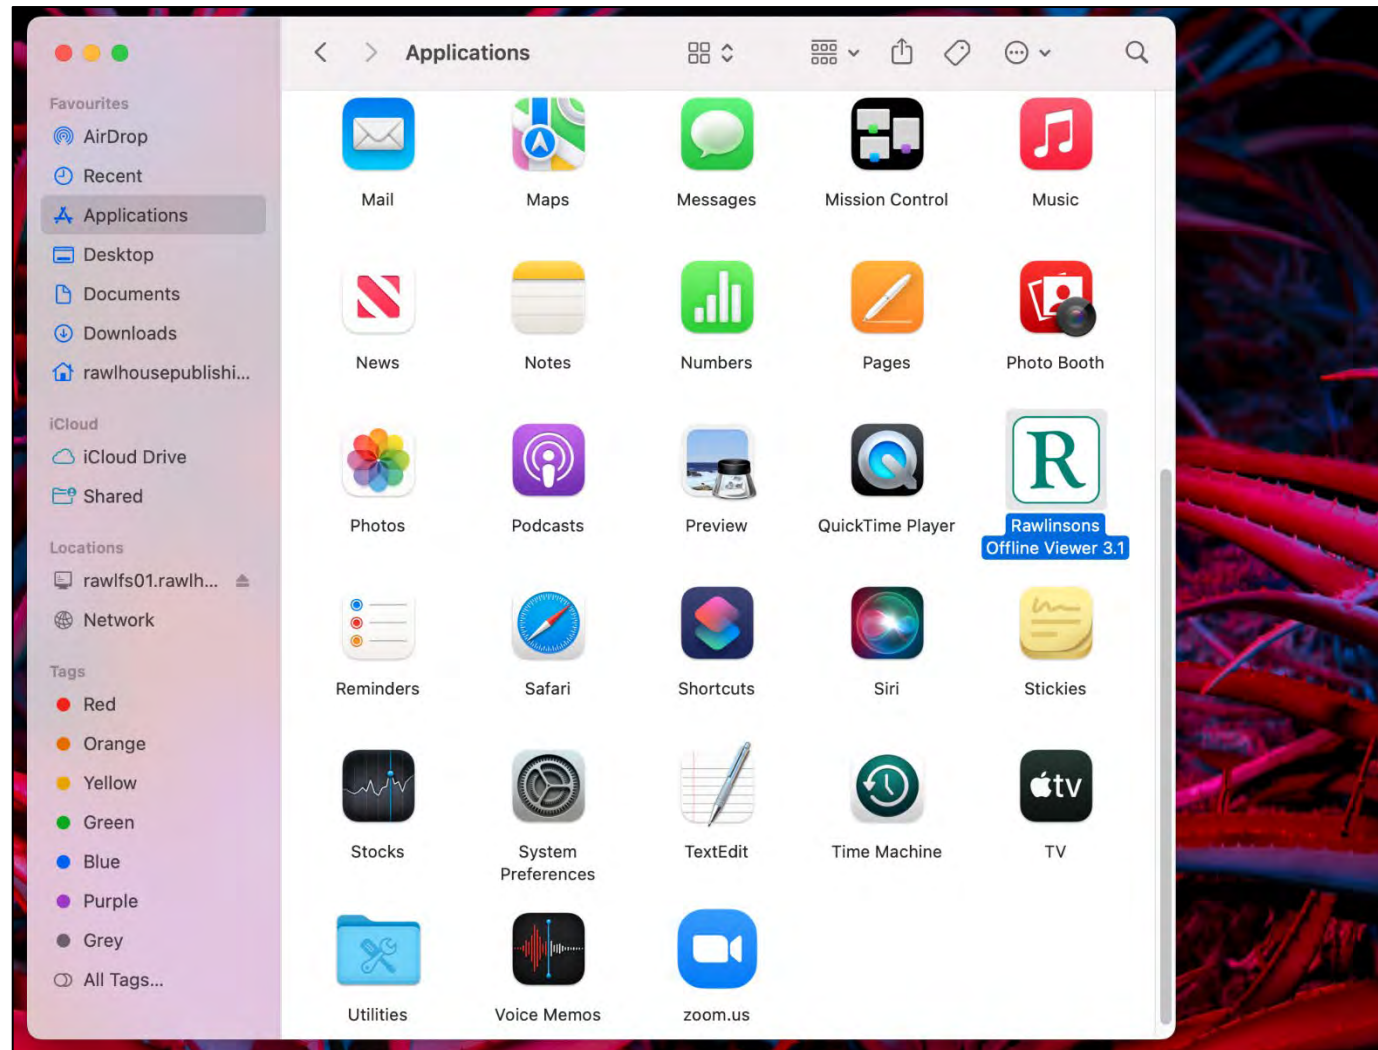 Applications
Favourites
AirDrop
Recent
Applications
Desktop
Documents
Downloads
rawlhousepublishi...
iCloud
iCloud Drive
Shared
Locations
rawlfs01.rawlh...
Network
Tags
Red
Orange
Yellow
Green
Blue
Purple
Grey
All Tags...
Mail
Maps
Messages
Mission Control
Music
News
Notes
Numbers
Pages
Photo Booth
R
Photos
Podcasts
Preview
QuickTime Player
Rawlinsons
Offline Viewer 3.1
Reminders
Safari
Shortcuts
Siri
Stickies
tv
Stocks
System
Preferences
TextEdit
Time Machine
TV
Utilities
Voice Memos
zoom.us